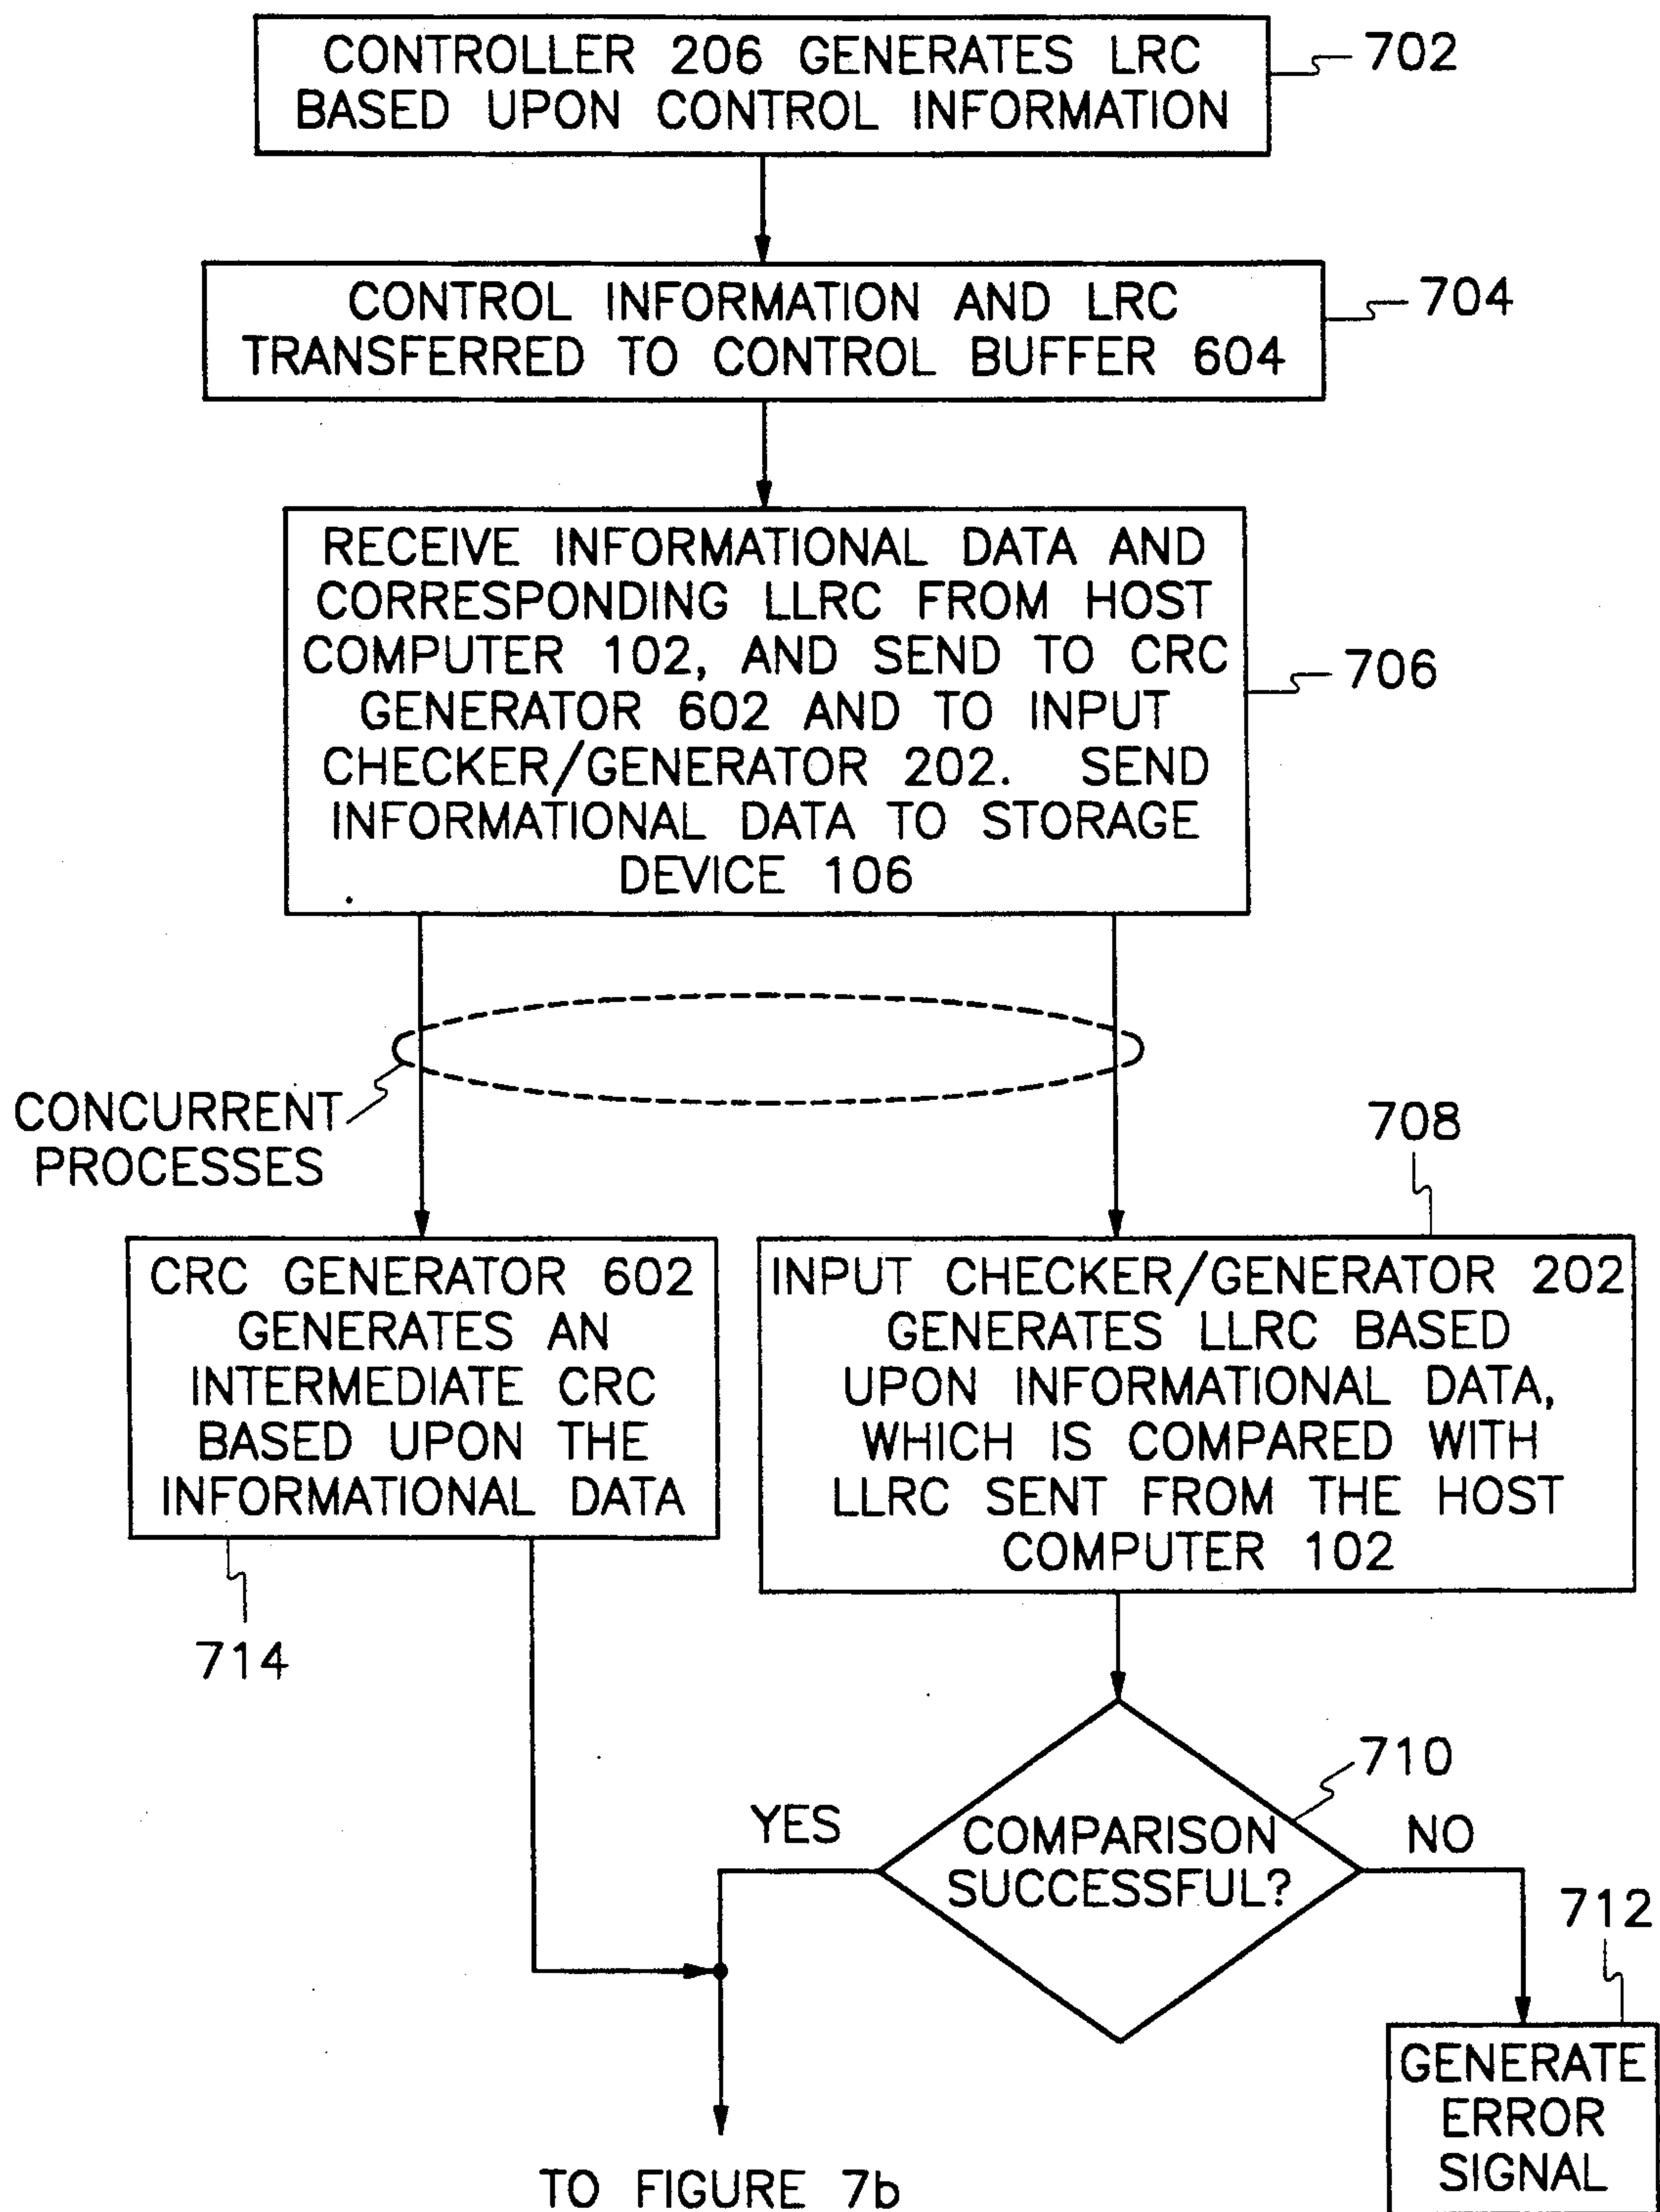 CONTROLLER 206 GENERATES LRC
BASED UPON CONTROL INFORMATION
702
CONTROL INFORMATION AND LRC
TRANSFERRED TO CONTROL BUFFER 604
704
RECEIVE INFORMATIONAL DATA AND
CORRESPONDING LLRC FROM HOST
COMPUTER 102, AND SEND TO CRC
GENERATOR 602 AND TO INPUT
CHECKER/GENERATOR 202. SEND
INFORMATIONAL DATA TO STORAGE
DEVICE 106
706
CONCURRENT
PROCESSES
708
CRC GENERATOR 602
GENERATES AN
INTERMEDIATE CRC
BASED UPON THE
INFORMATIONAL DATA
714
INPUT CHECKER/GENERATOR 202
GENERATES LLRC BASED
UPON INFORMATIONAL DATA,
WHICH IS COMPARED WITH
LLRC SENT FROM THE HOST
COMPUTER 102
710
YES
COMPARISON
SUCCESSFUL?
NO
712
GENERATE
ERROR
SIGNAL
TO FIGURE 7b